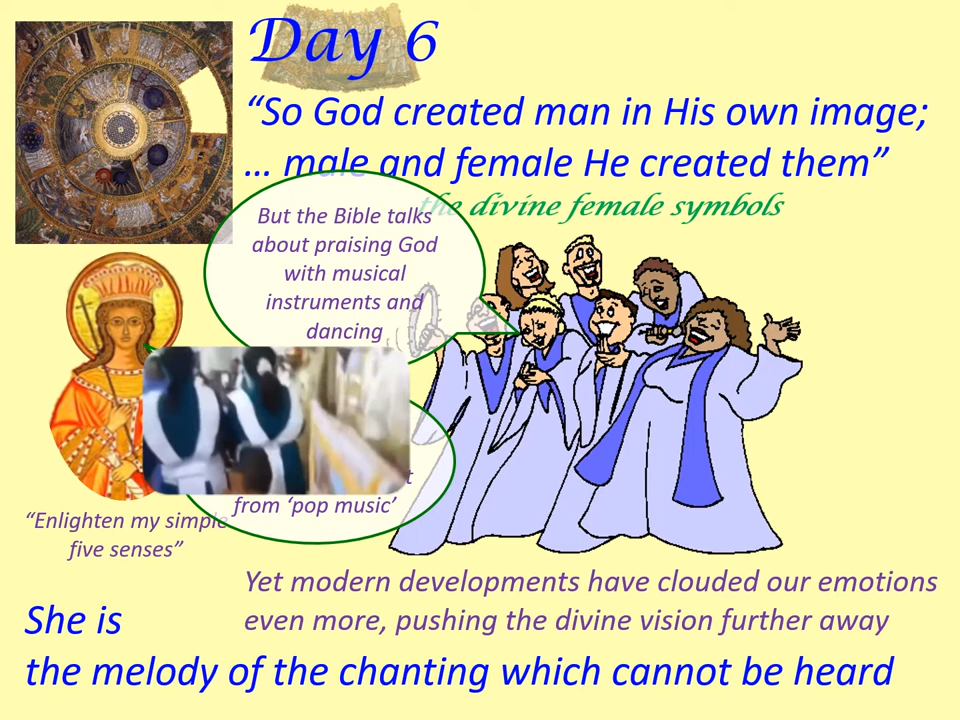 Day 6
“So God created man in His own image;
… male and female He created them”
the divine female symbols
But the Bible talks
about praising God
with musical
instruments and
dancing
from ‘pop music’
“Enlighten my simple
five senses”
Yet modern developments have clouded our emotions
even more, pushing the divine vision further away
She is
the melody of the chanting which cannot be heard